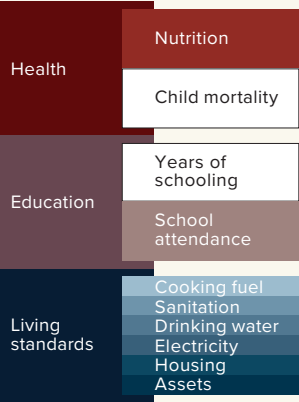 Health
Nutrition
Child mortality
Education
Years of
schooling
School
attendance
Living
standards
Cooking fuel
Sanitation
Drinking water
Electricity
Housing
Assets